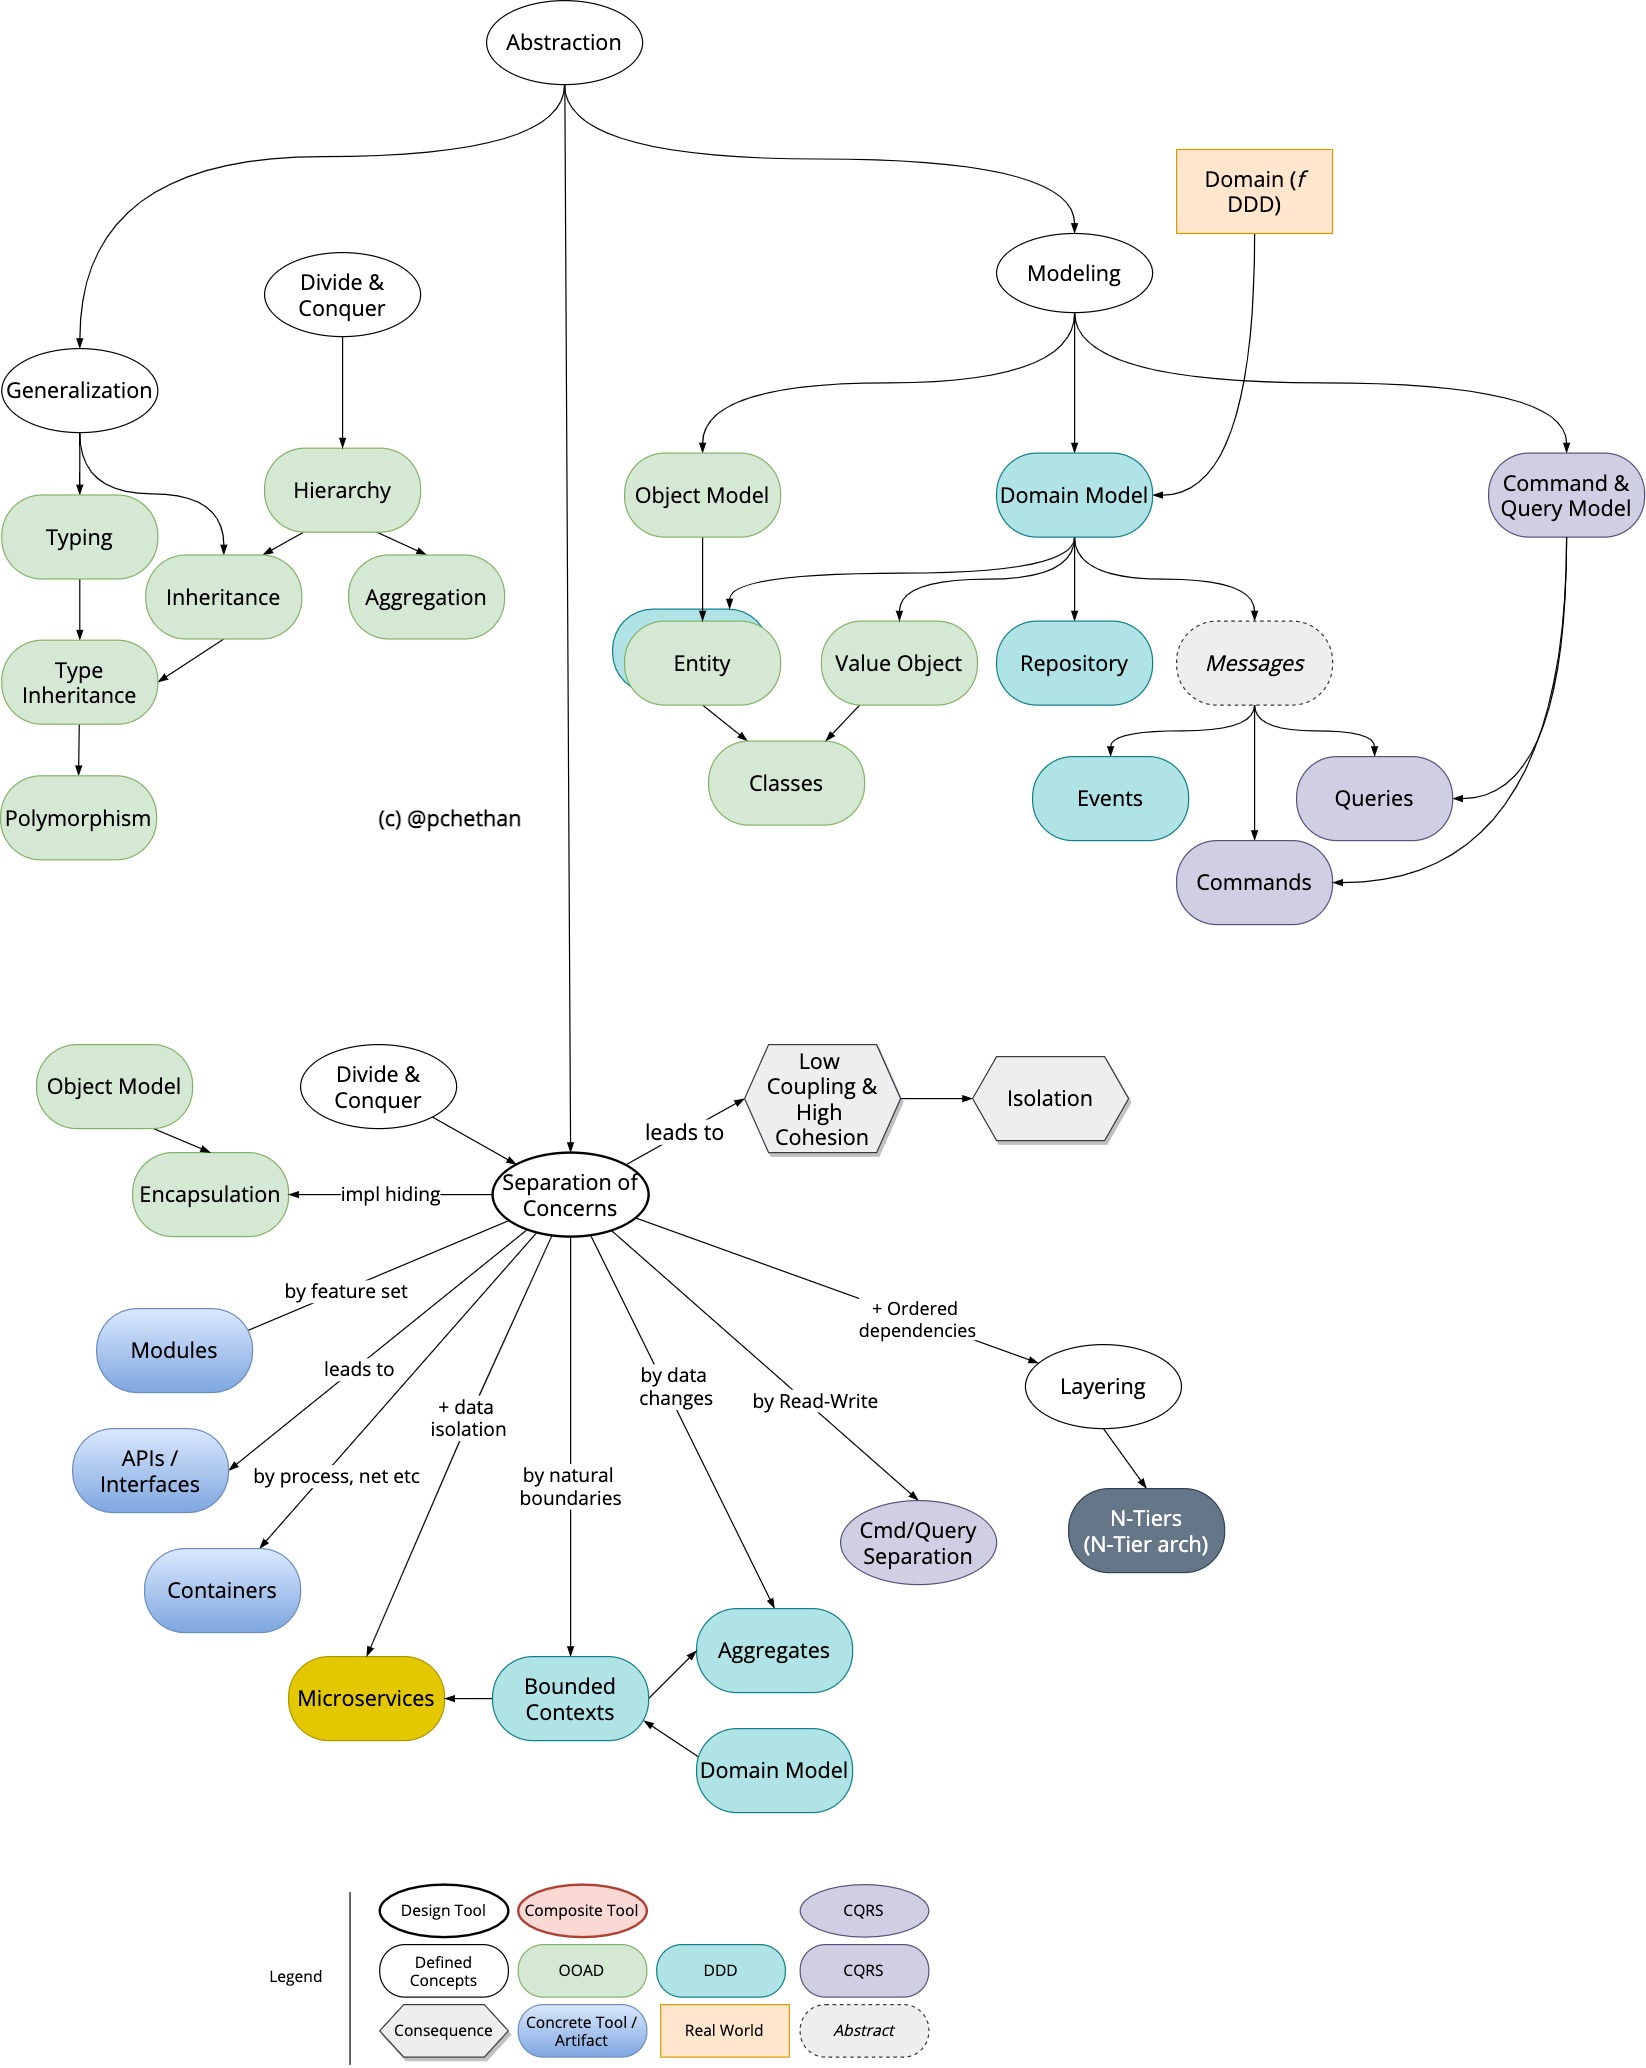 Abstraction
Domain (f
DDD)
Modeling
Divide &
Conquer
Generalization
Hierarchy
Object Model
Domain Model
Command &
Query Model
Typing
Inheritance
Aggregation
Type
Inheritance
Entity
Value Object
Repository
Messages
Classes
Events
Queries
Polymorphism
(c) @pchethan
Commands
Object Model
Divide &
Conquer
Low
Coupling &
High
Cohesion
Isolation
leads to
Encapsulation
impl hiding
Separation of
Concerns
by feature set
+ Ordered
dependencies
Modules
leads to
by data
changes
by Read-Write
Layering
+ data
isolation
APIs /
Interfaces
by process, net etc
by natural
boundaries
N-Tiers
(N-Tier arch)
Cmd/Query
Separation
Containers
Aggregates
Microservices
Bounded
Contexts
Domain Model
Legend
Design Tool
Composite Tool
CQRS
Defined
Concepts
OOAD
DDD
CQRS
Consequence
Concrete Tool /
Artifact
Real World
Abstract